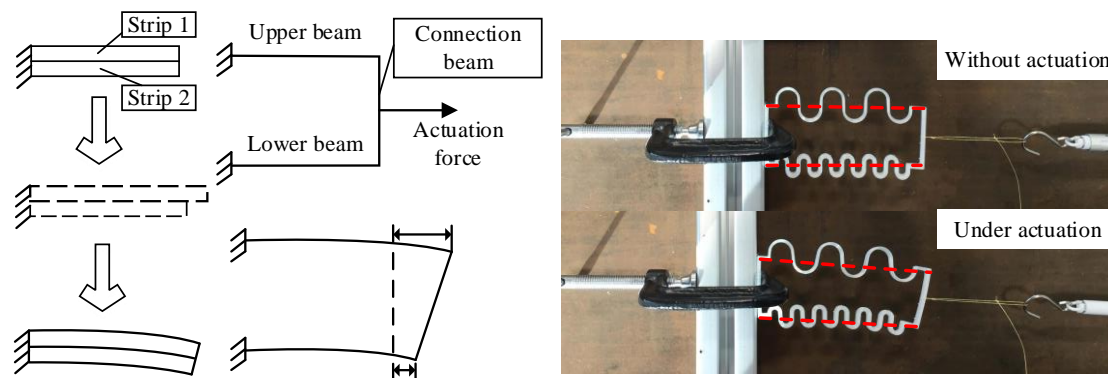 Strip 1
Strip 2
Upper beam
Connection
beam
Lower beam
Actuation
force
Without actuation
Under actuation